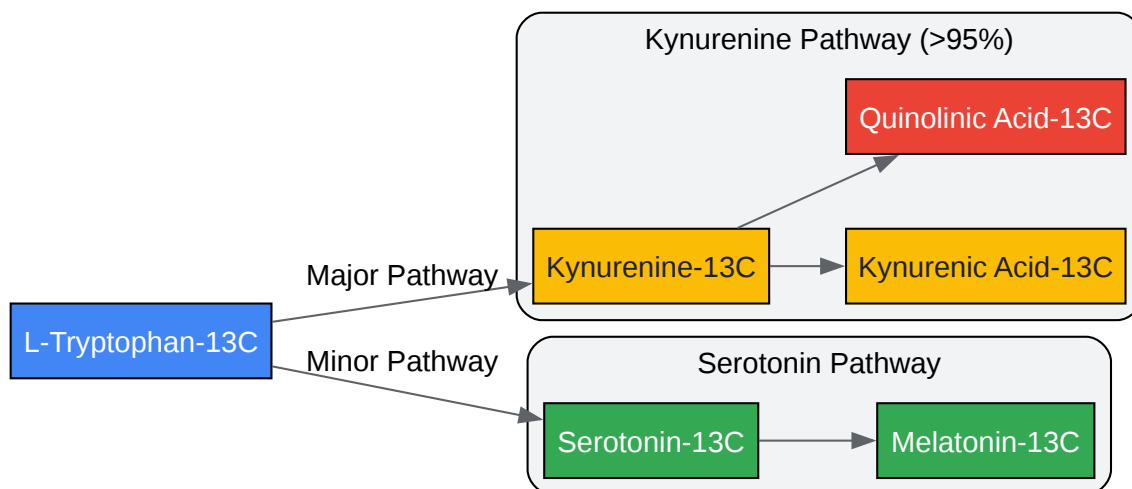 Kynurenine Pathway (>95%)
Quinolinic Acid-13C
Kynurenine-13C
Kynurenic Acid-13C
Major Pathway
L-Tryptophan-13C
Minor Pathway
Serotonin Pathway
Serotonin-13C
Melatonin-13C